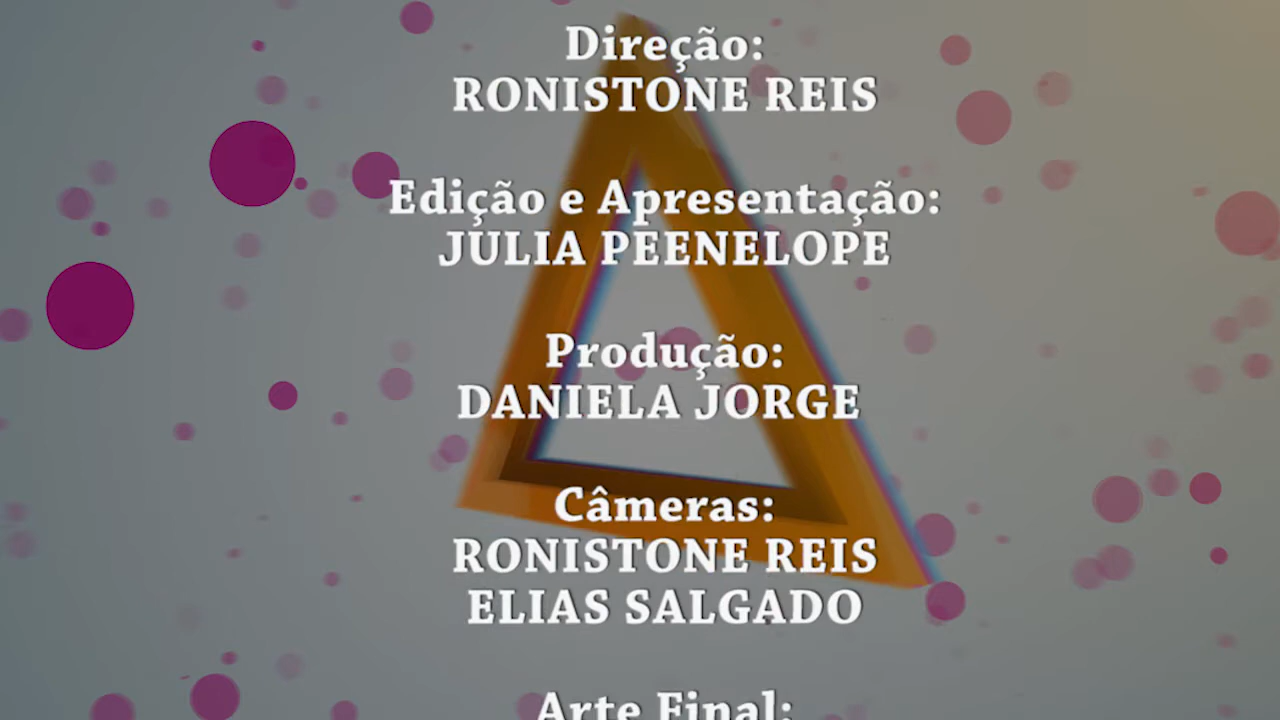 Direção:
RONISTONE REIS
Edição e Apresentação:
JULIA PEENELOPE
Produção:
DANIELA JORGE
Câmeras:
RONISTONE REIS
ELIAS SALGADO
Arte Final: